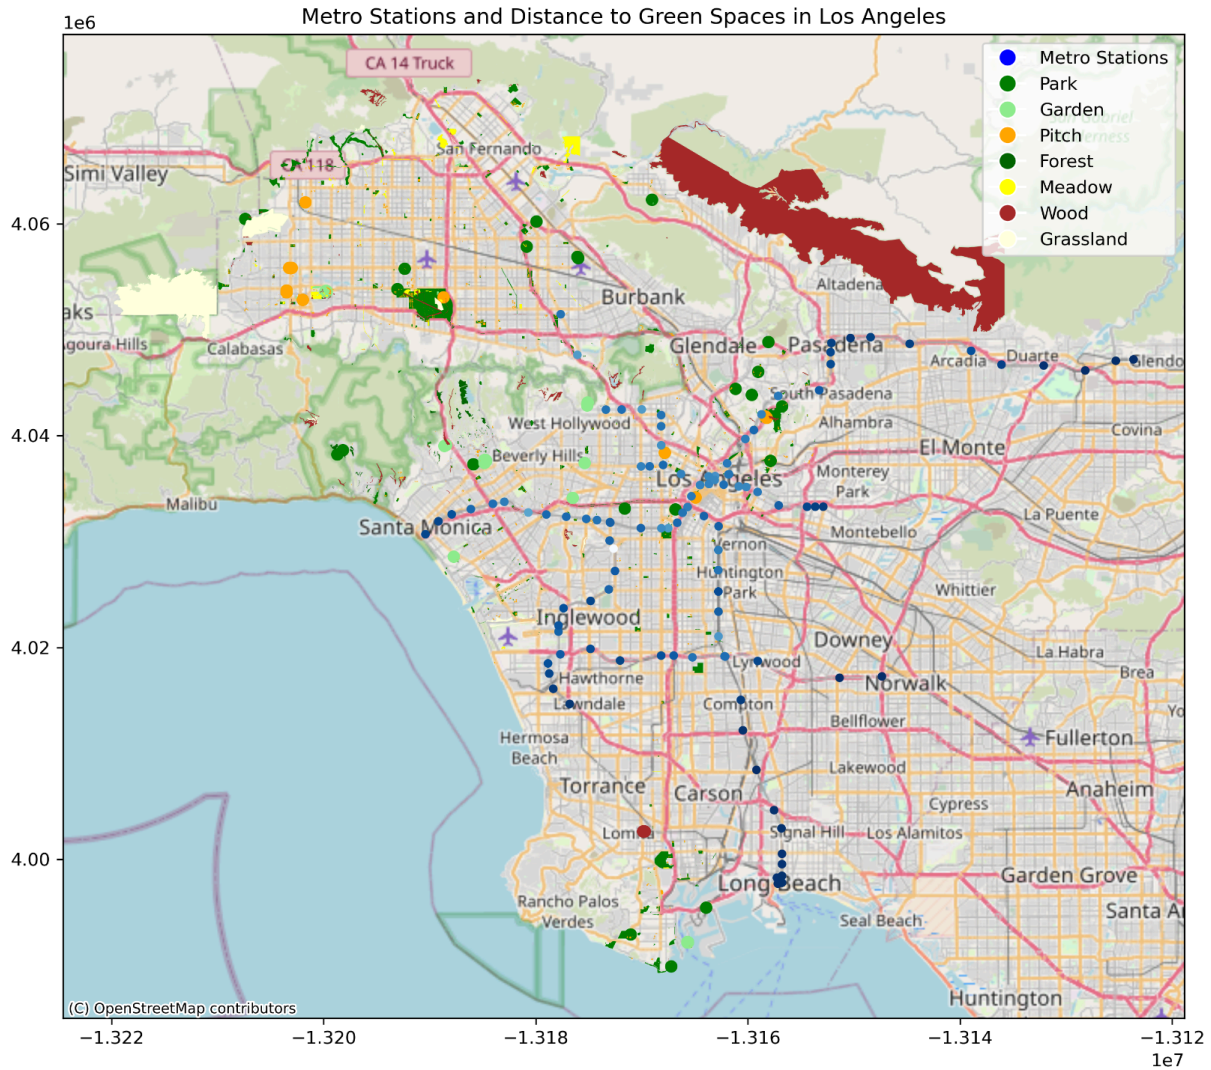 Metro Stations and Distance to Green Spaces in Los Angeles
1e6
CA 14 Truck
Metro Stations
Park
Garden
Pitch
Forest
Meadow
Wood
Grassland
San Fernando
CA 118
Simi Valley
4.06
Altadena
Burbank
aks
Agoura Hills
Calabasas
Glendale
Pasadena
Arcadia
Duarte
Glendo
South Pasadena
West Hollywood
Alhambra
4.04
Covina
El Monte
Beverly Hills
Los Angeles
Monterey
Park
Malibu
La Puente
Santa Monica
Montebello
Vernon
Huntington
Park
Whittier
Inglewood
4.02
Downey
La Habra
Lynwood
Brea
Hawthorne
Norwalk
Lawndale
Compton
Yo
Bellflower
Hermosa
Beach
Fullerton
Lakewood
Torrance
Carson
Anaheim
Cypress
Lomita
Signal Hill
Los Alamitos
4.00
Long Beach
Garden Grove
Rancho Palos
Verdes
Santa A
Seal Beach
Huntington
(C) OpenStreetMap contributors
−1.322
−1.320
−1.318
−1.316
−1.314
−1.312
1e7